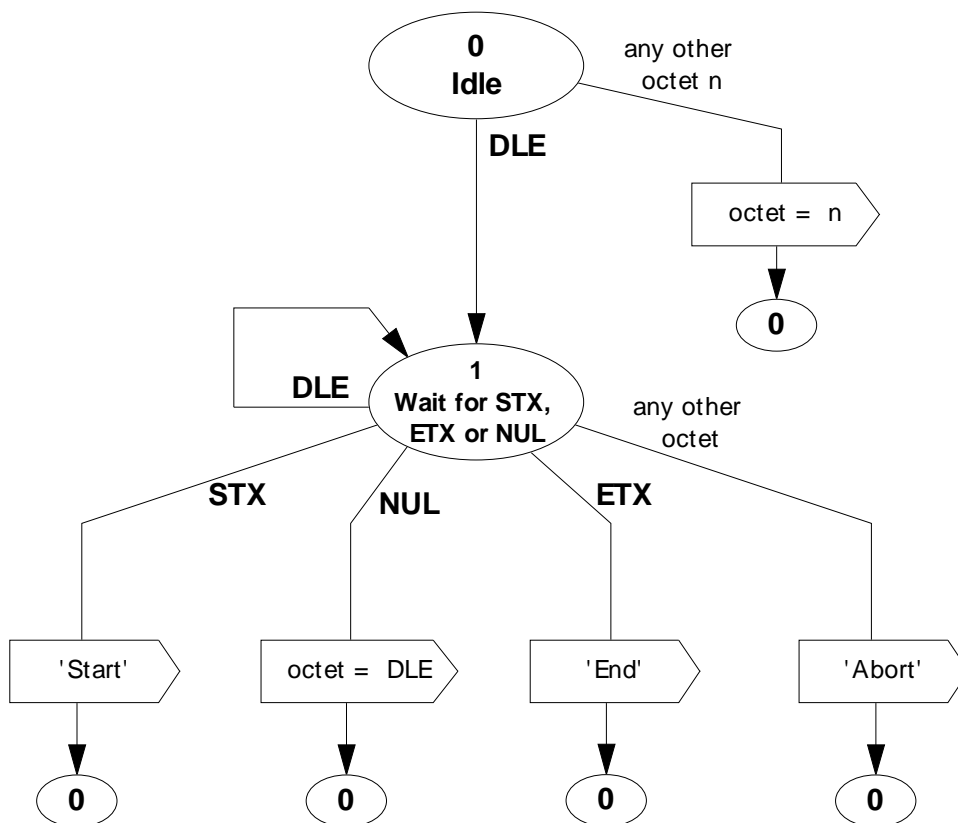 0
Idle
any other
octet n
DLE
octet = n
0
DLE
1
Wait for STX,
ETX or NUL
any other
octet
STX
NUL
ETX
'Start'
octet = DLE
'End'
'Abort'
0
0
0
0